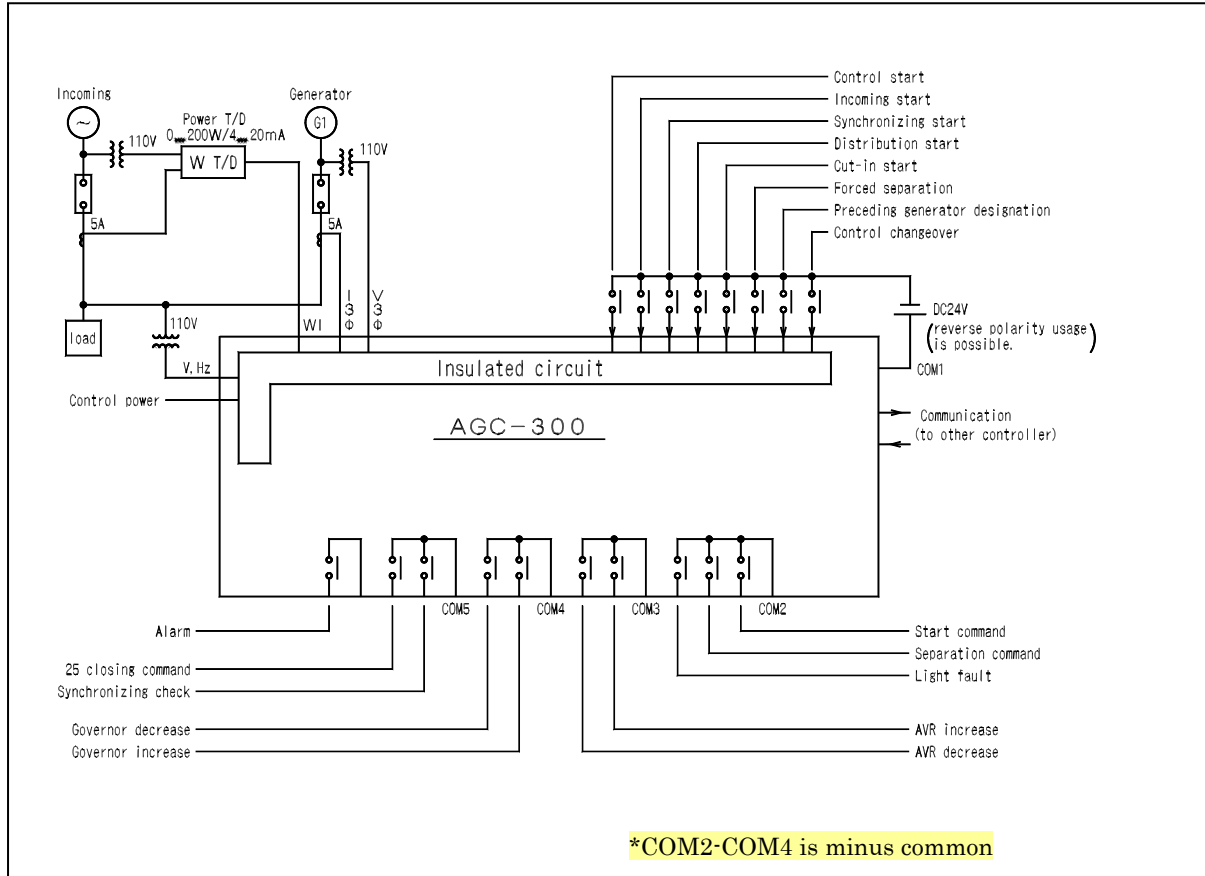 Incoming
Generator
Power T/D
0~200W/4~20mA
110V
W T/D
G1
110V
5A
5A
110V
load
V.Hz
WI
I3Φ
V3Φ
Control power
Control start
Incoming start
Synchronizing start
Distribution start
Cut-in start
Forced separation
Preceding generator designation
Control changeover
DC24V
(reverse polarity usage
is possible.)
COM1
Communication
(to other controller)
Insulated circuit
AGC-300
COM5
COM4
COM3
COM2
Alarm
25 closing command
Synchronizing check
Governor decrease
Governor increase
Start command
Separation command
Light fault
AVR increase
AVR decrease
*COM2-COM4 is minus common